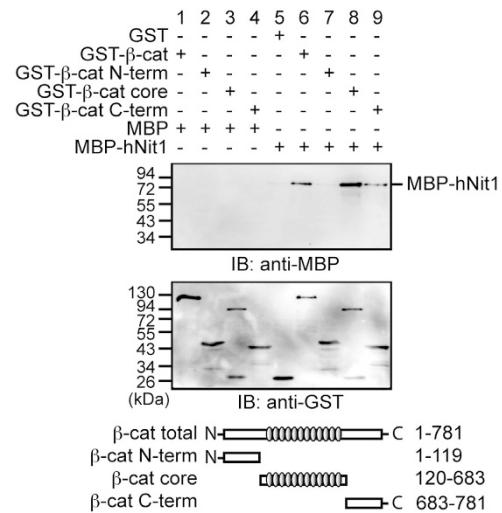 1 2 3 4 5 6 7 8 9
GST - - - - + - - - -
GST-β-cat + - - - - + - - -
GST-β-cat N-term - + - - - - + - -
GST-β-cat core - - + - - - - + -
GST-β-cat C-term - - - + - - - - +
MBP + + + + - - - - -
MBP-hNit1 - - - - + + + + +
94
72
55
43
34
MBP-hNit1
IB: anti-MBP
130
94
72
55
43
34
26
(kDa)
IB: anti-GST
β-cat total N C 1-781
β-cat N-term N 1-119
β-cat core 120-683
β-cat C-term C 683-781